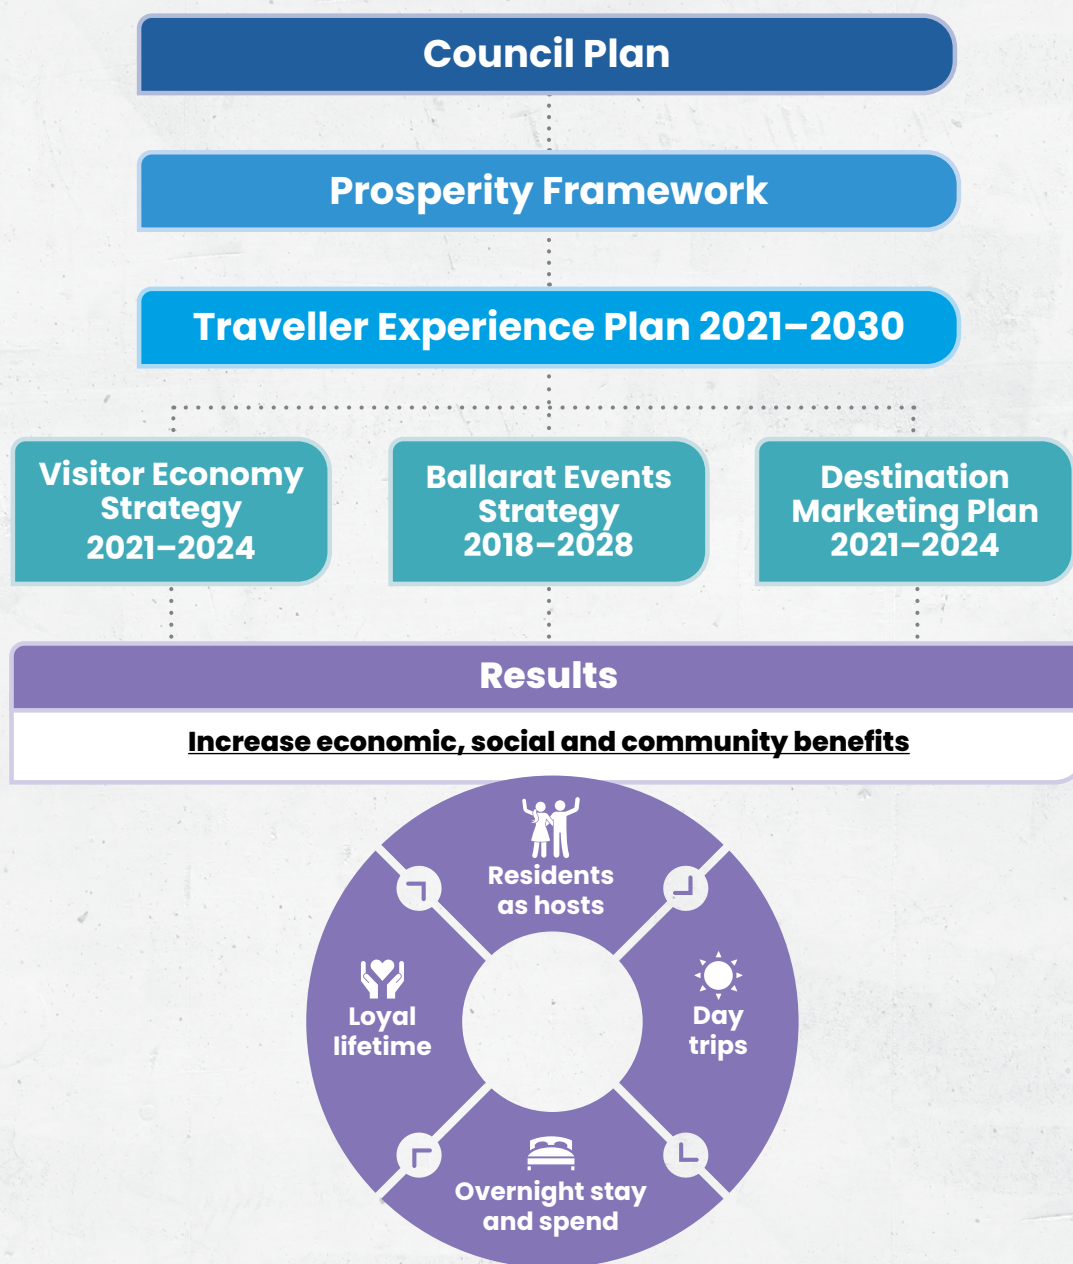 Council Plan
Prosperity Framework
Traveller Experience Plan 2021–2030
Visitor Economy
Strategy
2021–2024
Ballarat Events
Strategy
2018–2028
Destination
Marketing Plan
2021–2024
Results
Increase economic, social and community benefits
Residents
as hosts
Day
trips
Overnight stay
and spend
Loyal
lifetime